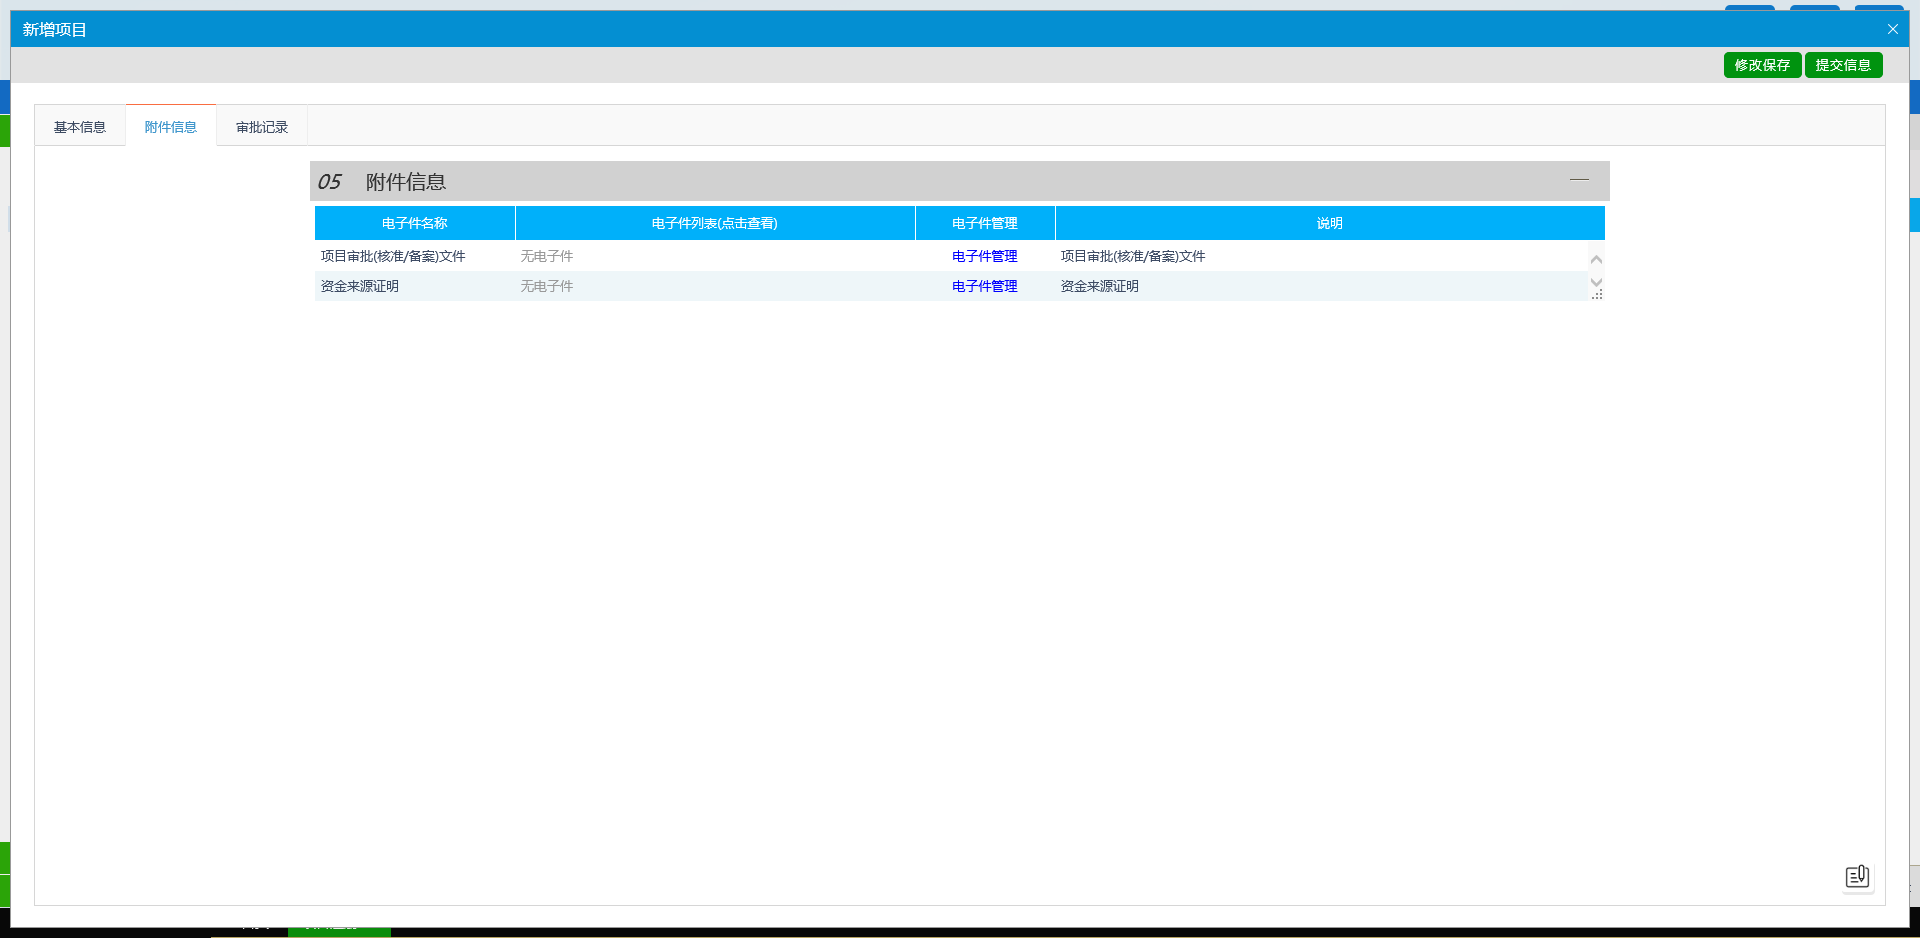 新增项目
修改保存 提交信息
基本信息 附件信息 审批记录
05 附件信息
电子件名称 电子件列表(点击查看) 电子件管理 说明
项目审批(核准/备案)文件 无电子件 电子件管理 项目审批(核准/备案)文件
资金来源证明 无电子件 电子件管理 资金来源证明